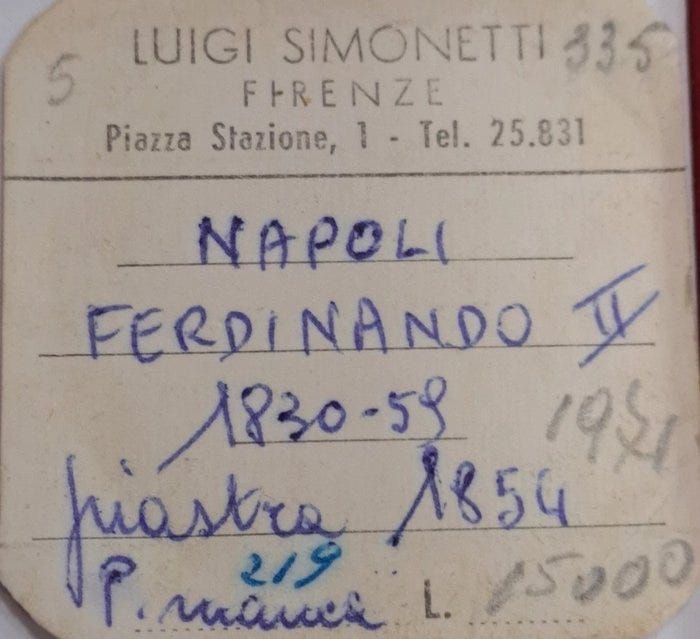 5 LUIGI SIMONETTI 335
FIRENZE
Piazza Stazione, 1 - Tel. 25.831
NAPOLI
FERDINANDO II
1830-59
piastra 1854
219
P. manca L. 15000